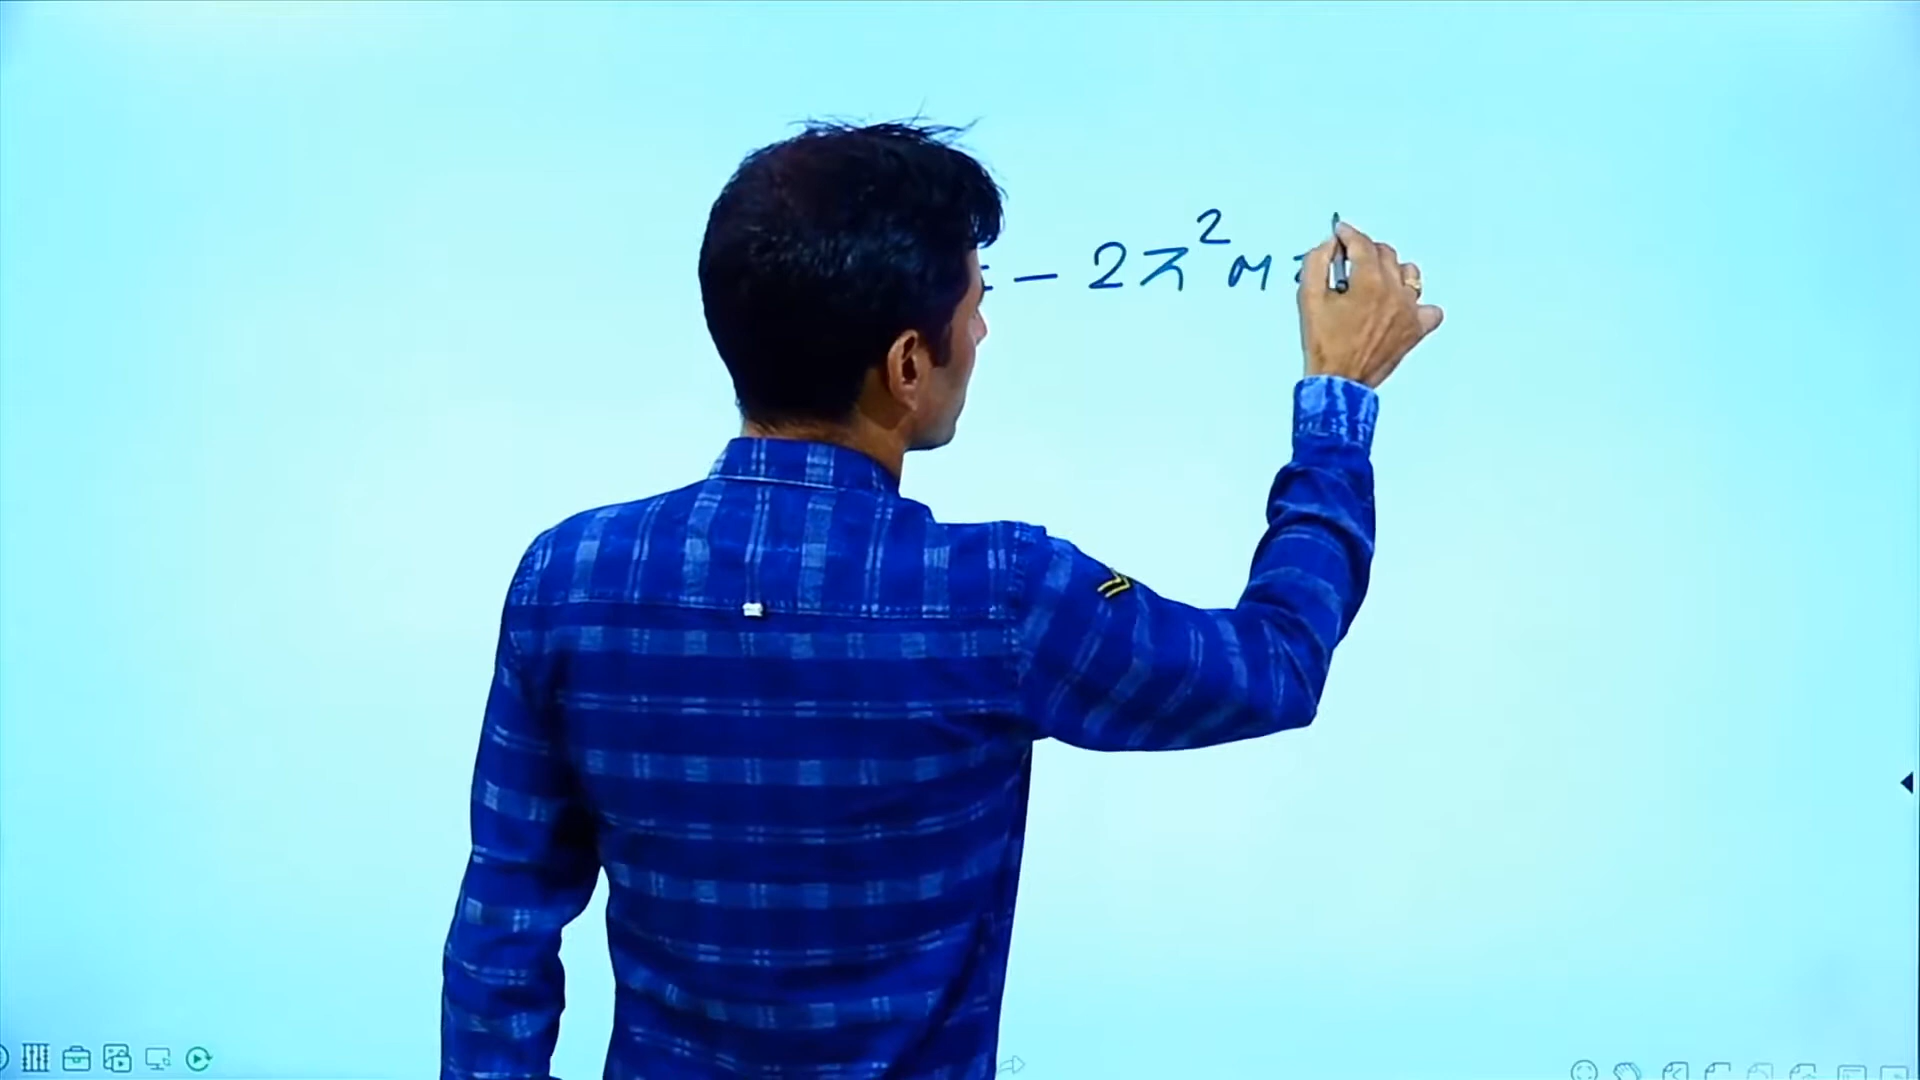 = - 2π²m